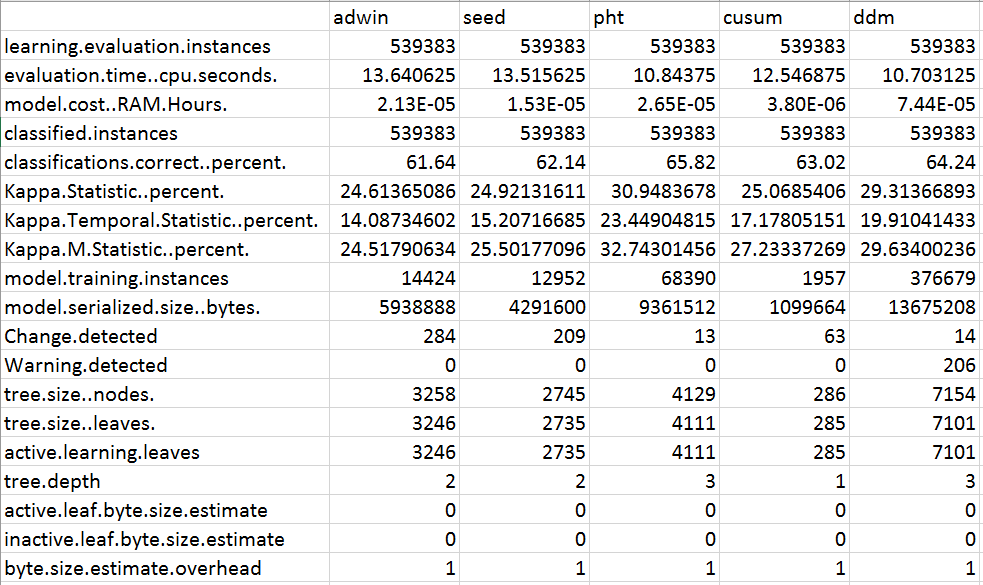 adwin seed pht cusum ddm
learning.evaluation.instances 539383 539383 539383 539383 539383
evaluation.time..cpu.seconds. 13.640625 13.515625 10.84375 12.546875 10.703125
model.cost..RAM.Hours. 2.13E-05 1.53E-05 2.65E-05 3.80E-06 7.44E-05
classified.instances 539383 539383 539383 539383 539383
classifications.correct..percent. 61.64 62.14 65.82 63.02 64.24
Kappa.Statistic..percent. 24.61365086 24.92131611 30.9483678 25.0685406 29.31366893
Kappa.Temporal.Statistic..percent. 14.08734602 15.20716685 23.44904815 17.17805151 19.91041433
Kappa.M.Statistic..percent. 24.51790634 25.50177096 32.74301456 27.23337269 29.63400236
model.training.instances 14424 12952 68390 1957 376679
model.serialized.size..bytes. 5938888 4291600 9361512 1099664 13675208
Change.detected 284 209 13 63 14
Warning.detected 0 0 0 0 206
tree.size..nodes. 3258 2745 4129 286 7154
tree.size..leaves. 3246 2735 4111 285 7101
active.learning.leaves 3246 2735 4111 285 7101
tree.depth 2 2 3 1 3
active.leaf.byte.size.estimate 0 0 0 0 0
inactive.leaf.byte.size.estimate 0 0 0 0 0
byte.size.estimate.overhead 1 1 1 1 1